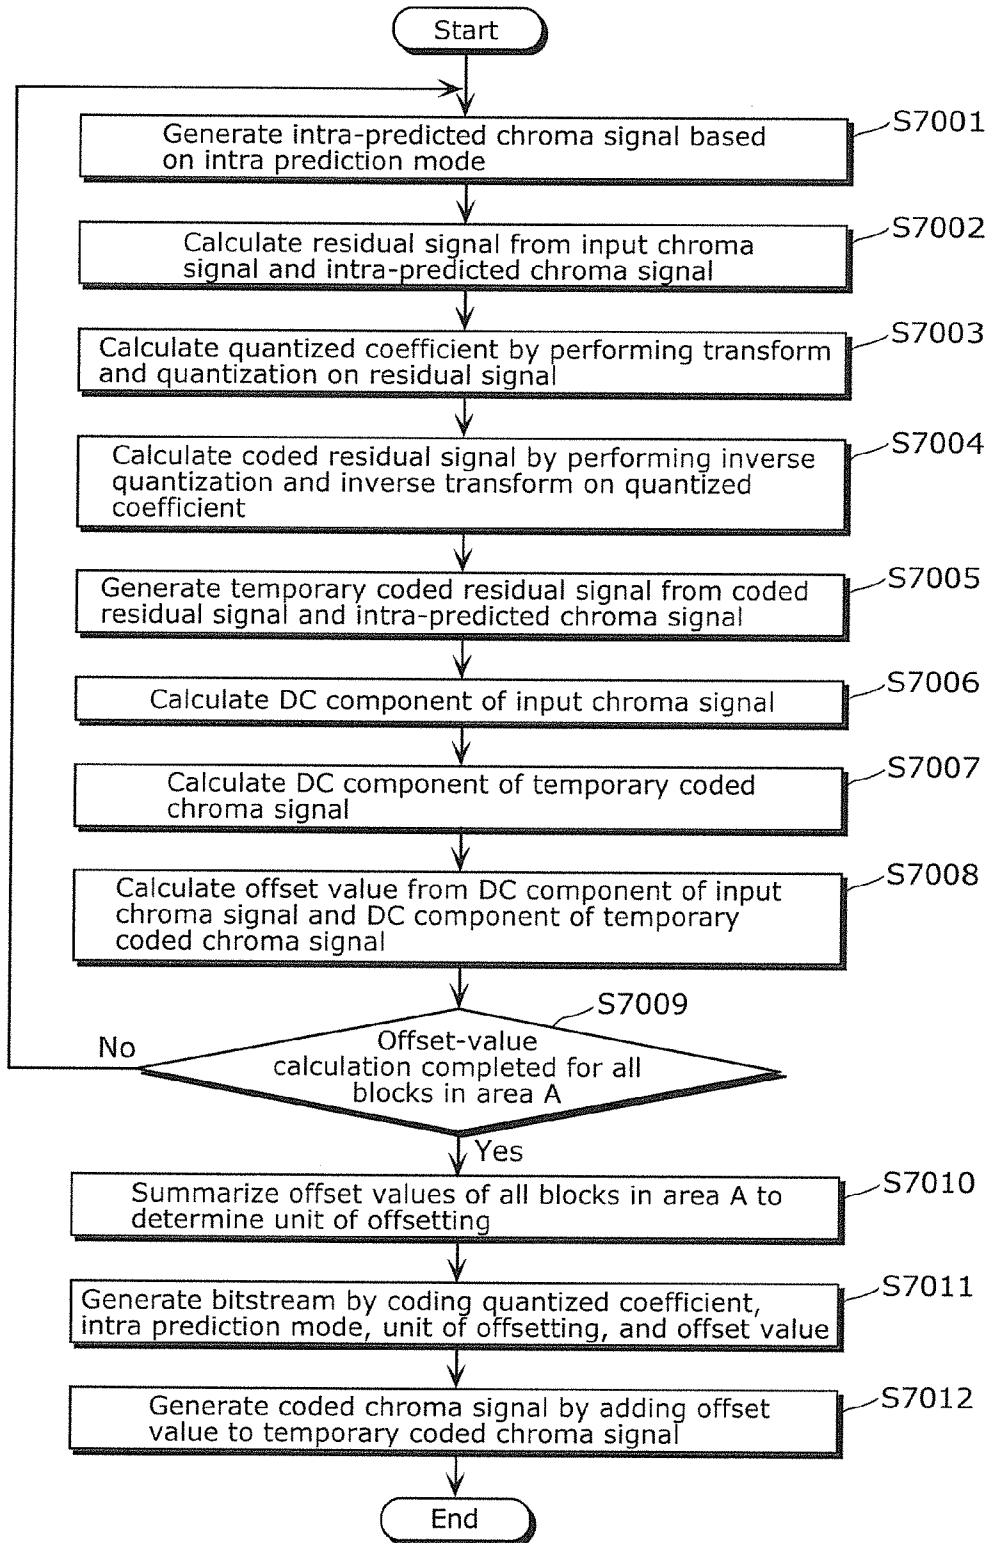 Start
S7001
Generate intra-predicted chroma signal based
on intra prediction mode
S7002
Calculate residual signal from input chroma
signal and intra-predicted chroma signal
S7003
Calculate quantized coefficient by performing transform
and quantization on residual signal
S7004
Calculate coded residual signal by performing inverse
quantization and inverse transform on quantized
coefficient
S7005
Generate temporary coded residual signal from coded
residual signal and intra-predicted chroma signal
S7006
Calculate DC component of input chroma signal
S7007
Calculate DC component of temporary coded
chroma signal
S7008
Calculate offset value from DC component of input
chroma signal and DC component of temporary
coded chroma signal
S7009
No
Offset-value
calculation completed for all
blocks in area A
Yes
S7010
Summarize offset values of all blocks in area A to
determine unit of offsetting
S7011
Generate bitstream by coding quantized coefficient,
intra prediction mode, unit of offsetting, and offset value
S7012
Generate coded chroma signal by adding offset
value to temporary coded chroma signal
End